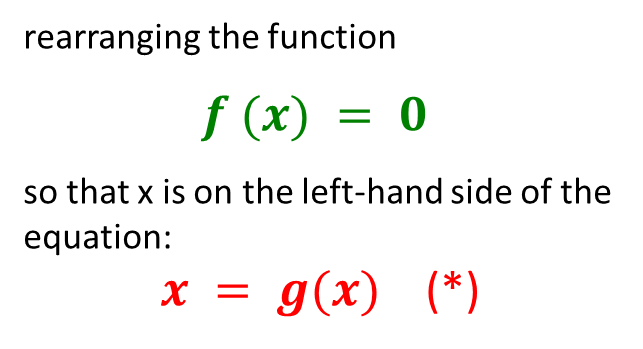 rearranging the function
f (x) = 0
so that x is on the left-hand side of the
equation:
x = g(x) (*)